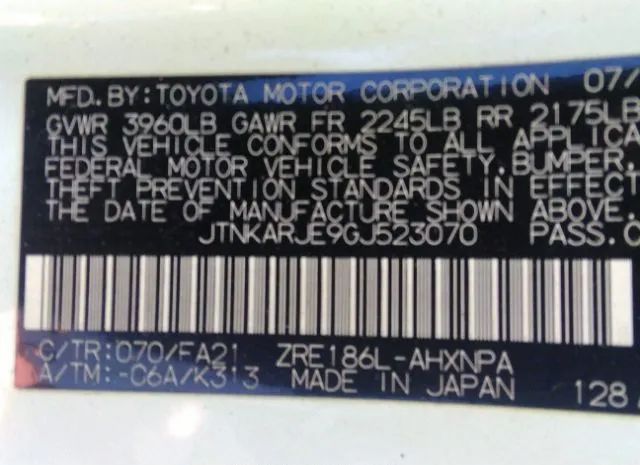 MFD.BY:TOYOTA MOTOR CORPORATION 07/
GVWR 3960LB GAWR FR 2245LB RR 2175LB
THIS VEHICLE CONFORMS TO ALL APPLICA
FEDERAL MOTOR VEHICLE SAFETY.BUMPER.
THEFT PREVENTION STANDARDS IN EFFECT
THE DATE OF MANUFACTURE SHOWN ABOVE.
JTNKARJE9GJ523070 PASS.C
C/TR:070/FA21 ZRE186L-AHXNPA
A/TM:-C6A/K313 MADE IN JAPAN 128